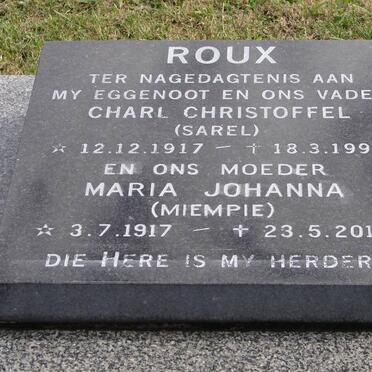 ROUX
TER NAGEDAGTENIS AAN
MY EGGENOOT EN ONS VADE
CHARL CHRISTOFFEL
(SAREL)
☆ 12.12.1917 – † 18.3.199
EN ONS MOEDER
MARIA JOHANNA
(MIEMPIE)
☆ 3.7.1917 – † 23.5.201
DIE HERE IS MY HERDER